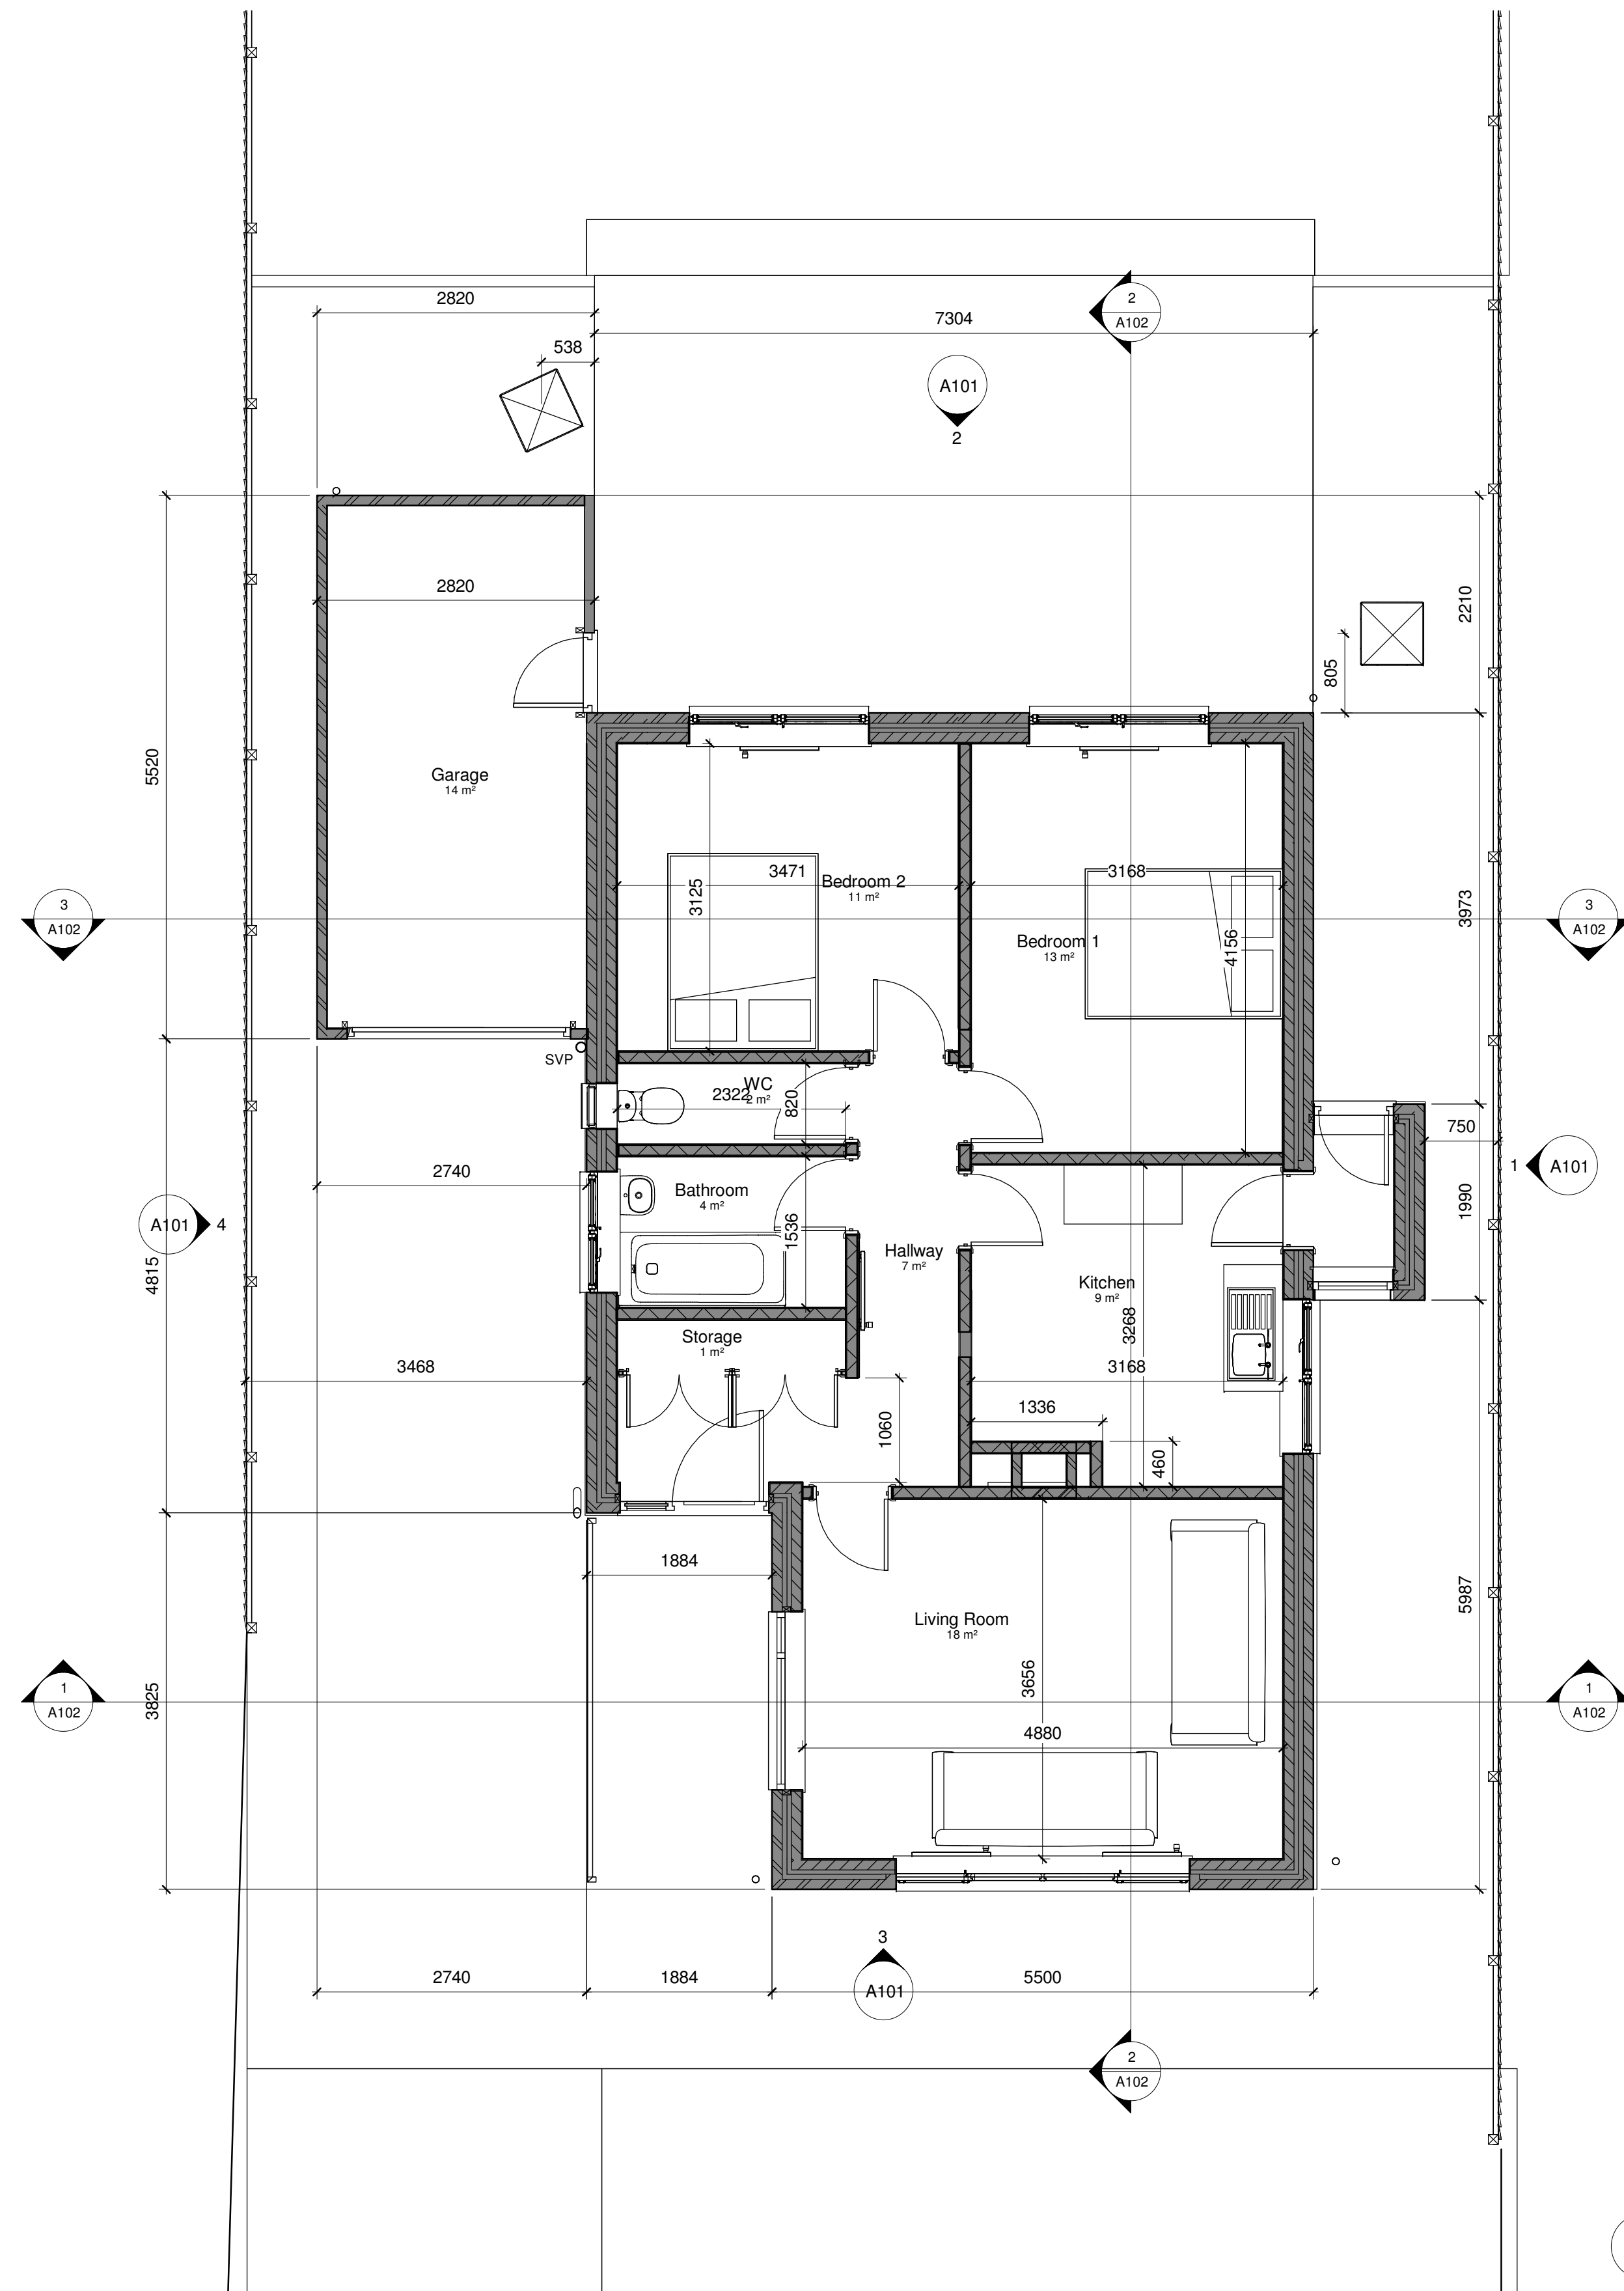 2820
7304
2
A102
538
A101
2
2820
2210
805
5520
Garage
14 m²
3471
3168
Bedroom 2
11 m²
3125
3
A102
3973
3
A102
Bedroom 1
13 m²
4156
SVP
WC
2 m²
2322
820
750
1
A101
2740
Bathroom
4 m²
1990
A101
4
1536
4815
Hallway
7 m²
Kitchen
9 m²
3268
Storage
1 m²
3468
3168
1336
1060
460
1884
5987
Living Room
18 m²
3656
1
A102
3825
1
A102
4880
3
A101
2740
1884
5500
2
A102